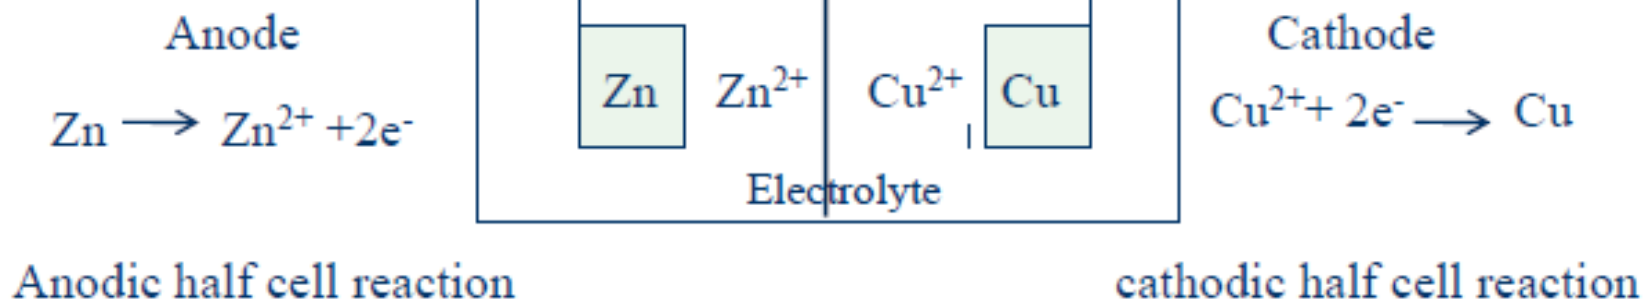 Anode
Cathode
Zn Zn²⁺ Cu²⁺ Cu
Zn → Zn²⁺ +2e⁻
Cu²⁺+ 2e⁻ → Cu
Electrolyte
Anodic half cell reaction
cathodic half cell reaction